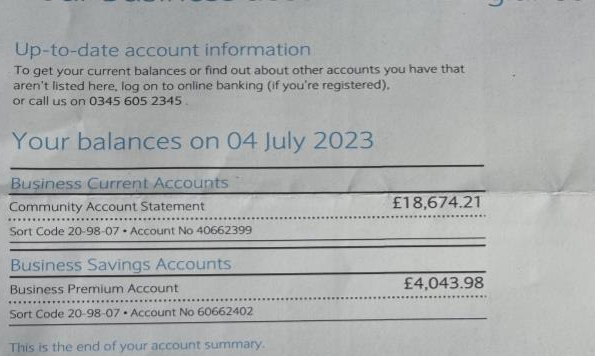 Up-to-date account information
To get your current balances or find out about other accounts you have that
aren't listed here, log on to online banking (if you're registered),
or call us on 0345 605 2345.
Your balances on 04 July 2023
Business Current Accounts
Community Account Statement £18,674.21
Sort Code 20-98-07 • Account No 40662399
Business Savings Accounts
Business Premium Account £4,043.98
Sort Code 20-98-07 • Account No 60662402
This is the end of your account summary.